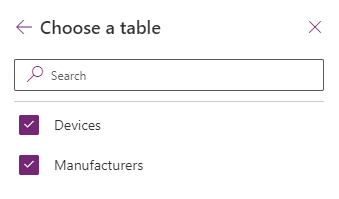 Choose a table
Search
Devices
Manufacturers